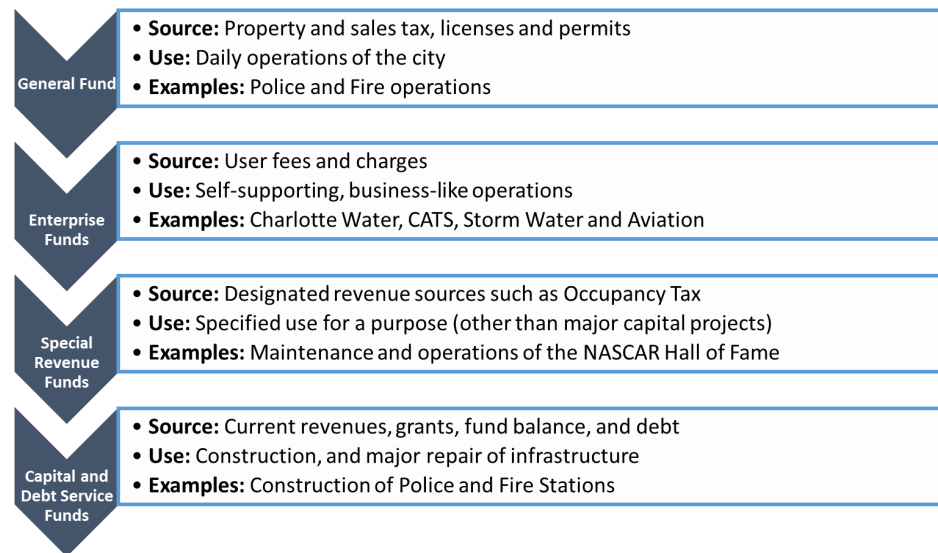 General Fund
• Source: Property and sales tax, licenses and permits
• Use: Daily operations of the city
• Examples: Police and Fire operations
Enterprise
Funds
• Source: User fees and charges
• Use: Self-supporting, business-like operations
• Examples: Charlotte Water, CATS, Storm Water and Aviation
Special
Revenue
Funds
• Source: Designated revenue sources such as Occupancy Tax
• Use: Specified use for a purpose (other than major capital projects)
• Examples: Maintenance and operations of the NASCAR Hall of Fame
Capital and
Debt Service
Funds
• Source: Current revenues, grants, fund balance, and debt
• Use: Construction, and major repair of infrastructure
• Examples: Construction of Police and Fire Stations